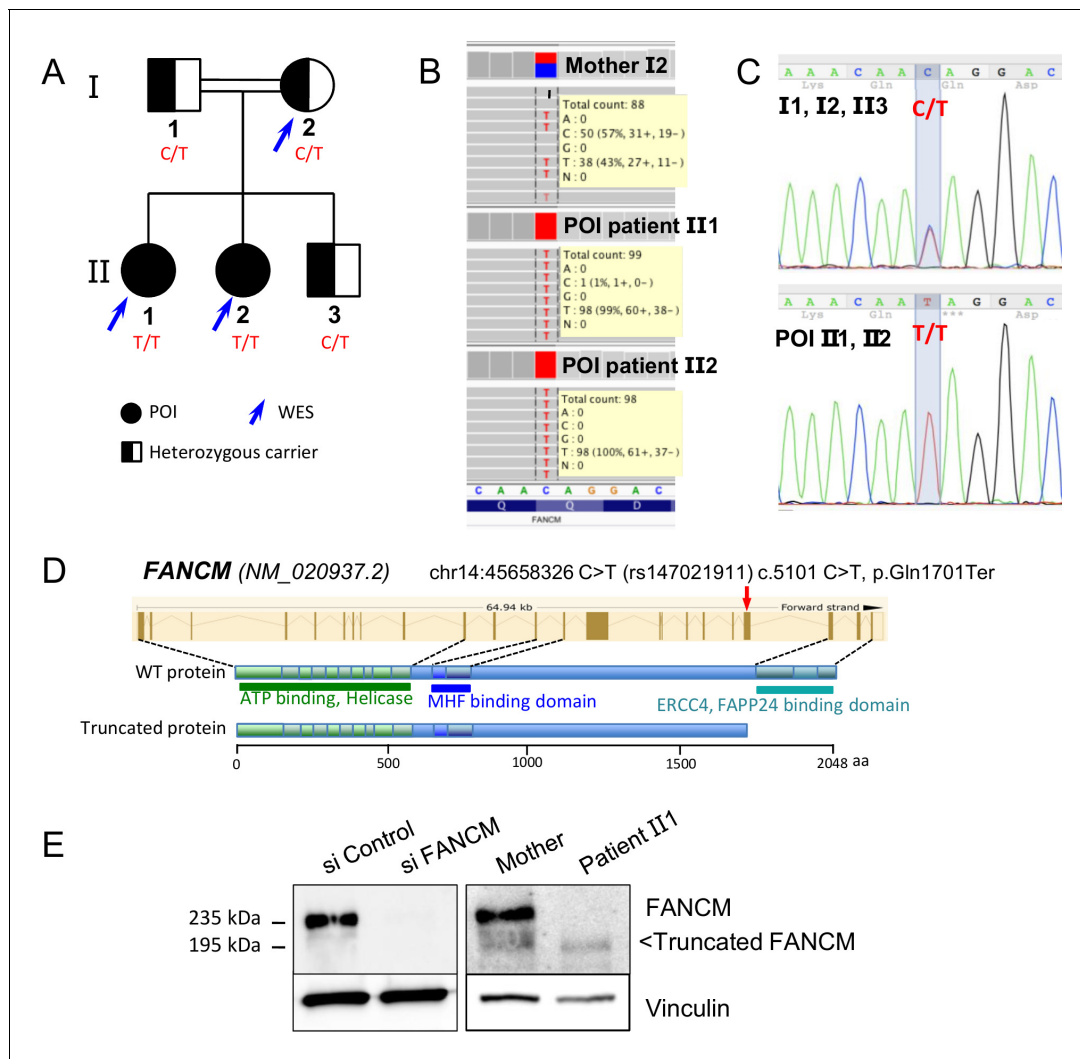 A
I
1
2
C/T
C/T
II
1
2
3
T/T
T/T
C/T
POI
WES
Heterozygous carrier
B
Mother I2
Total count: 88
A : 0
C : 50 (57%, 31+, 19-)
G : 0
T : 38 (43%, 27+, 11-)
N : 0
T
T
T
T
T
POI patient II1
Total count: 99
A : 0
C : 1 (1%, 1+, 0-)
G : 0
T : 98 (99%, 60+, 38-)
N : 0
T
T
T
T
T
T
T
T
POI patient II2
Total count: 98
A : 0
C : 0
G : 0
T : 98 (100%, 61+, 37-)
N : 0
T
T
T
T
T
T
T
T
C A A C A G G A C
Q Q D
FANCM
C
A A A C A A C A G G A C
Lys Gln Gln Asp
I1, I2, II3
C/T
A A A C A A T A G G A C
Lys Gln *** Asp
POI II1, II2
T/T
D
FANCM (NM_020937.2) chr14:45658326 C>T (rs147021911) c.5101 C>T, p.Gln1701Ter
64.94 kb
Forward strand
WT protein
ATP binding, Helicase
MHF binding domain
ERCC4, FAPP24 binding domain
Truncated protein
0 500 1000 1500 2048 aa
E
si Control
si FANCM
Mother
Patient II1
235 kDa
195 kDa
FANCM
<Truncated FANCM
Vinculin